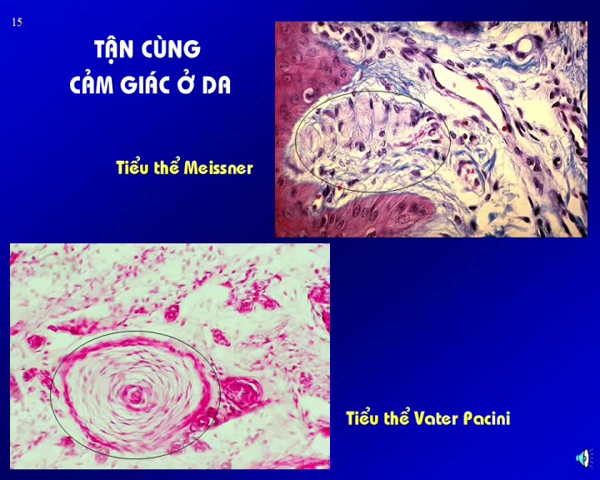 15
TẬN CÙNG
CẢM GIÁC Ở DA
Tiểu thể Meissner
Tiểu thể Vater Pacini